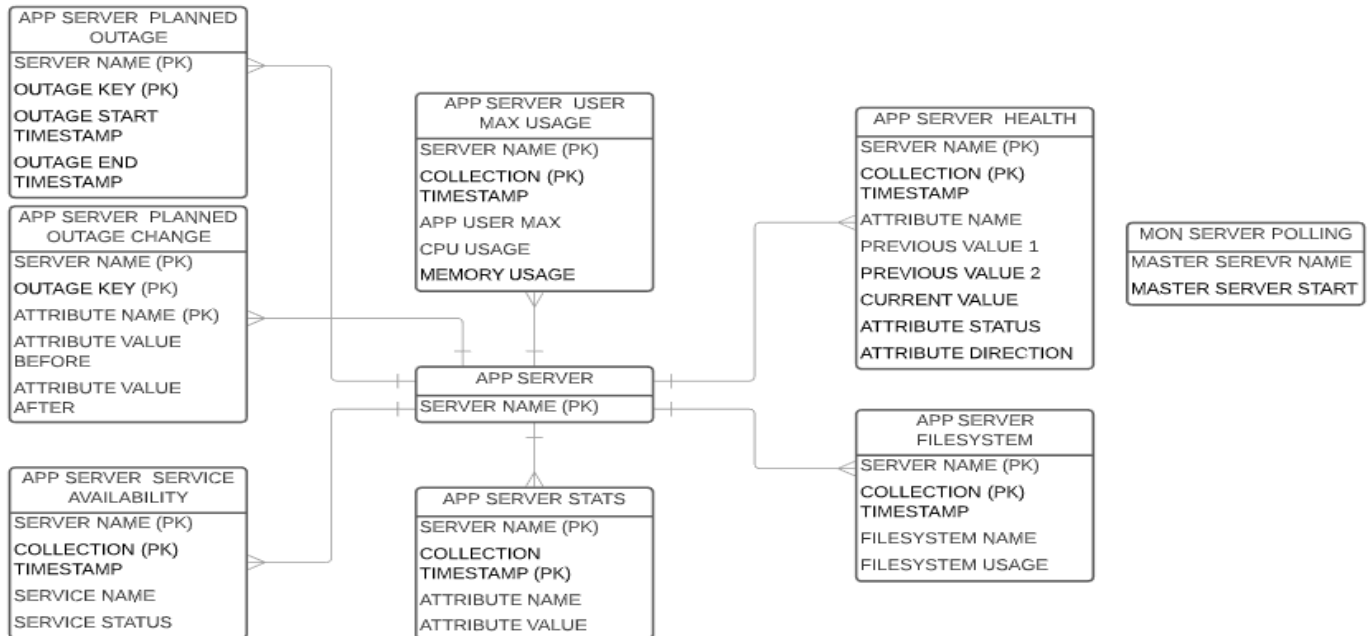 APP SERVER PLANNED
OUTAGE
SERVER NAME (PK)
OUTAGE KEY (PK)
OUTAGE START
TIMESTAMP
OUTAGE END
TIMESTAMP
APP SERVER PLANNED
OUTAGE CHANGE
SERVER NAME (PK)
OUTAGE KEY (PK)
ATTRIBUTE NAME (PK)
ATTRIBUTE VALUE
BEFORE
ATTRIBUTE VALUE
AFTER
APP SERVER SERVICE
AVAILABILITY
SERVER NAME (PK)
COLLECTION (PK)
TIMESTAMP
SERVICE NAME
SERVICE STATUS
APP SERVER USER
MAX USAGE
SERVER NAME (PK)
COLLECTION (PK)
TIMESTAMP
APP USER MAX
CPU USAGE
MEMORY USAGE
APP SERVER
SERVER NAME (PK)
APP SERVER STATS
SERVER NAME (PK)
COLLECTION
TIMESTAMP (PK)
ATTRIBUTE NAME
ATTRIBUTE VALUE
APP SERVER HEALTH
SERVER NAME (PK)
COLLECTION (PK)
TIMESTAMP
ATTRIBUTE NAME
PREVIOUS VALUE 1
PREVIOUS VALUE 2
CURRENT VALUE
ATTRIBUTE STATUS
ATTRIBUTE DIRECTION
APP SERVER
FILESYSTEM
SERVER NAME (PK)
COLLECTION (PK)
TIMESTAMP
FILESYSTEM NAME
FILESYSTEM USAGE
MON SERVER POLLING
MASTER SEREVR NAME
MASTER SERVER START